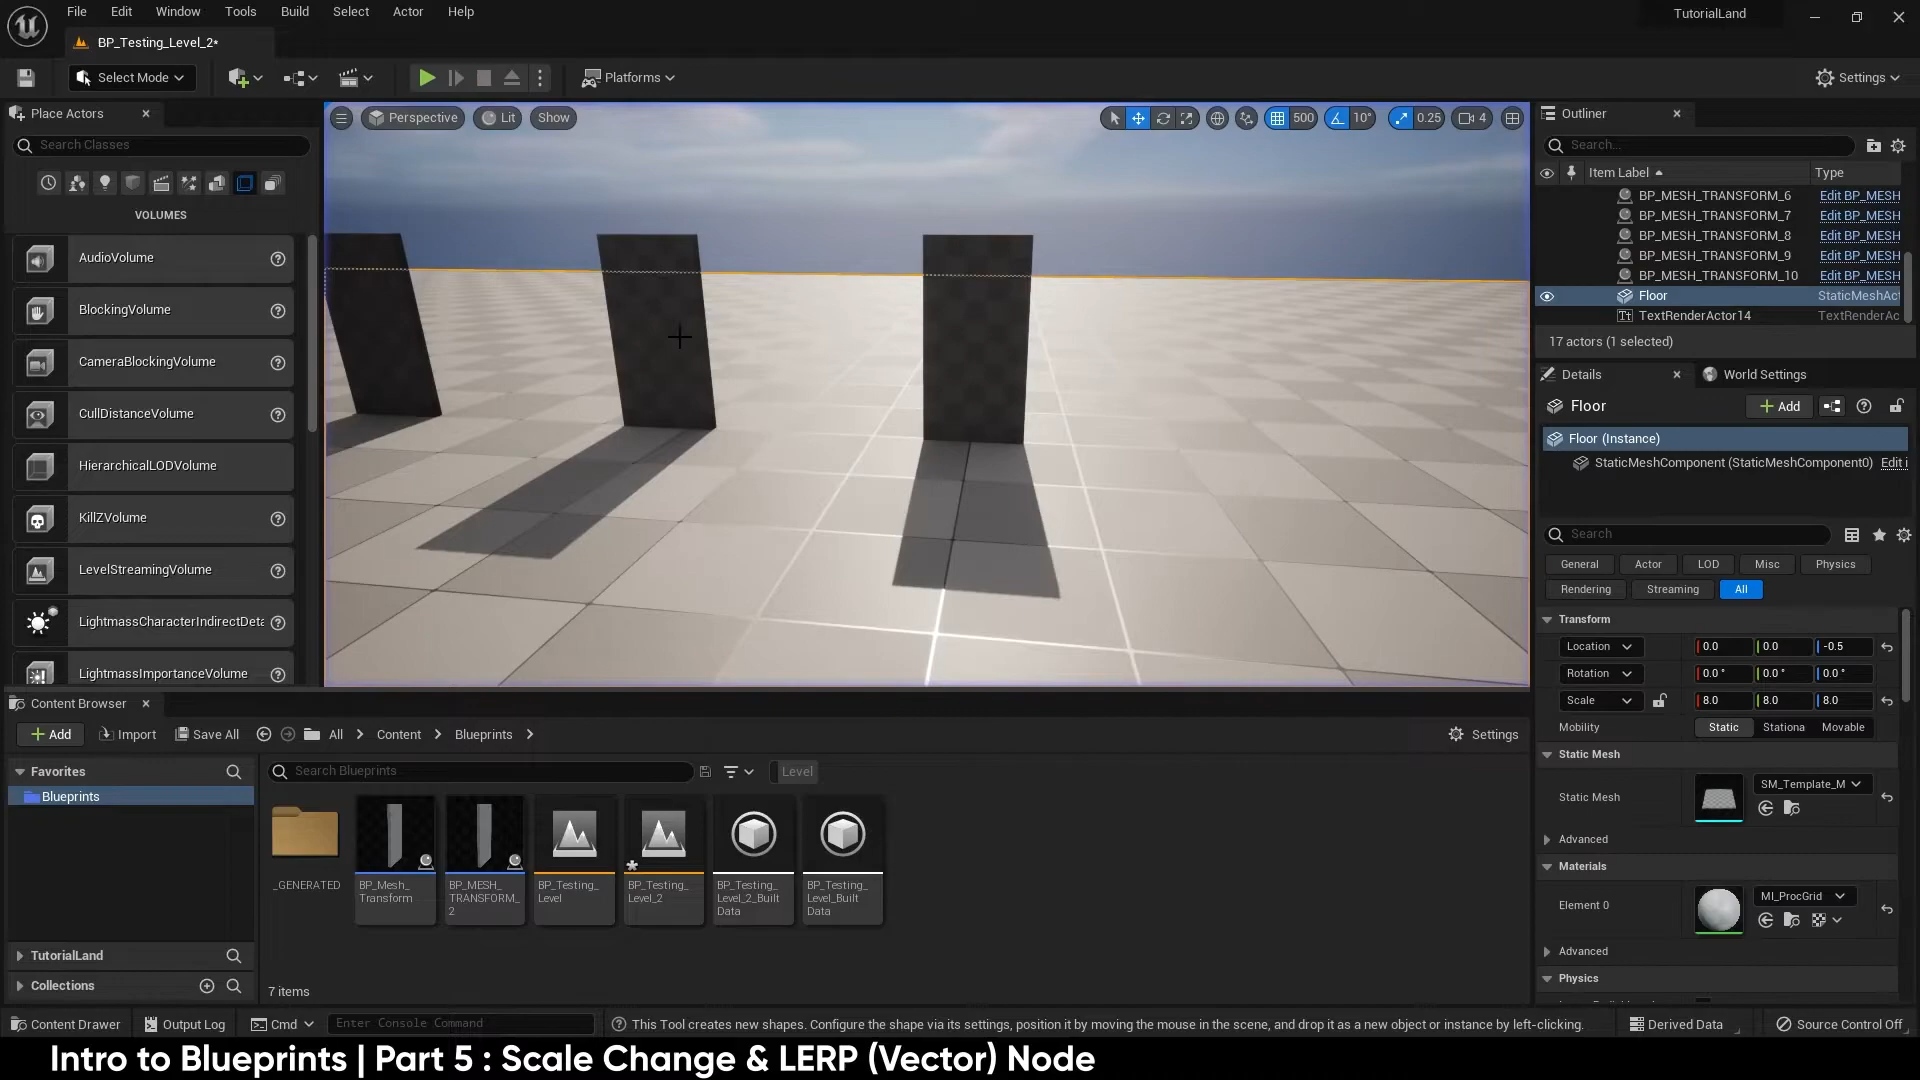 File Edit Window Tools Build Select Actor Help
TutorialLand
BP_Testing_Level_2*
Select Mode
Platforms
Settings
Place Actors
Search Classes
VOLUMES
AudioVolume
BlockingVolume
CameraBlockingVolume
CullDistanceVolume
HierarchicalLODVolume
KillZVolume
LevelStreamingVolume
LightmassCharacterIndirectDeta
LightmassImportanceVolume
Perspective Lit Show
500 10° 0.25 4
Outliner
Search...
Item Label Type
BP_MESH_TRANSFORM_6 Edit BP_MESH
BP_MESH_TRANSFORM_7 Edit BP_MESH
BP_MESH_TRANSFORM_8 Edit BP_MESH
BP_MESH_TRANSFORM_9 Edit BP_MESH
BP_MESH_TRANSFORM_10 Edit BP_MESH
Floor StaticMeshAct
TextRenderActor14 TextRenderAc
17 actors (1 selected)
Details World Settings
Floor
Add
Floor (Instance)
StaticMeshComponent (StaticMeshComponent0) Edit i
Search
General Actor LOD Misc Physics
Rendering Streaming All
Transform
Location 0.0 0.0 -0.5
Rotation 0.0 ° 0.0 ° 0.0 °
Scale 8.0 8.0 8.0
Mobility Static Stationa Movable
Static Mesh
Static Mesh SM_Template_M
Advanced
Materials
Element 0 MI_ProcGrid
Advanced
Physics
Content Browser
Add Import Save All All Content Blueprints
Settings
Favorites
Blueprints
TutorialLand
Collections
Search Blueprints
Level
_GENERATED
BP_Mesh_
Transform
BP_MESH_
TRANSFORM_
2
BP_Testing_
Level
BP_Testing_
Level_2
BP_Testing_
Level_2_Built
Data
BP_Testing_
Level_Built
Data
7 items
Content Drawer Output Log Cmd Enter Console Command
This Tool creates new shapes. Configure the shape via its settings, position it by moving the mouse in the scene, and drop it as a new object or instance by left-clicking.
Derived Data Source Control Off
Intro to Blueprints | Part 5 : Scale Change & LERP (Vector) Node